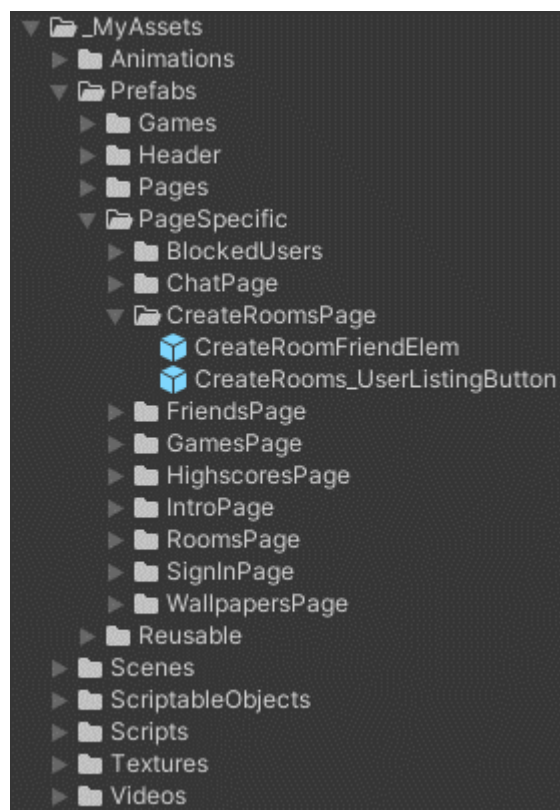 _MyAssets
Animations
Prefabs
Games
Header
Pages
PageSpecific
BlockedUsers
ChatPage
CreateRoomsPage
CreateRoomFriendElem
CreateRooms_UserListingButton
FriendsPage
GamesPage
HighscoresPage
IntroPage
RoomsPage
SignInPage
WallpapersPage
Reusable
Scenes
ScriptableObjects
Scripts
Textures
Videos